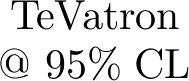 TeVatron
@ 95% CL